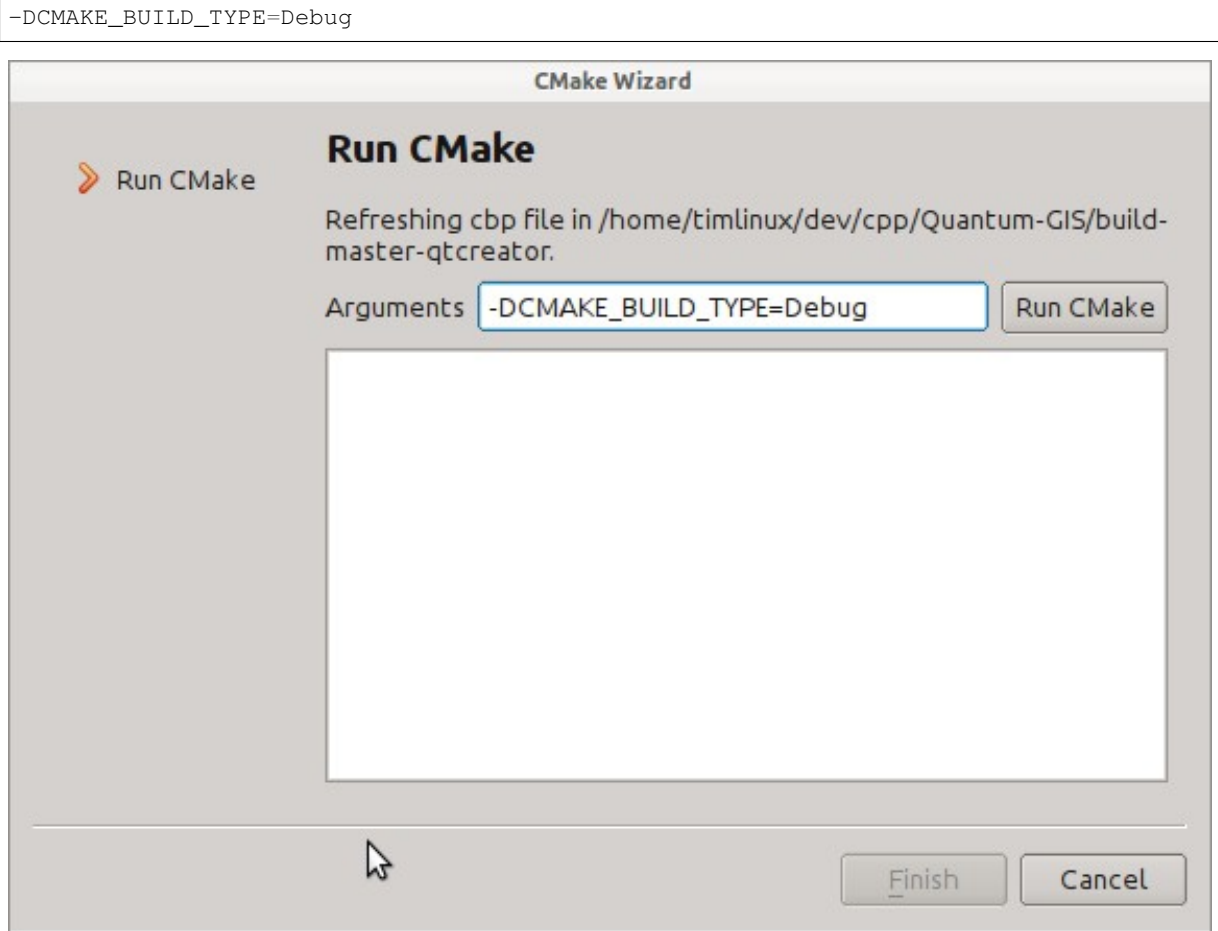 -DCMAKE_BUILD_TYPE=Debug
CMake Wizard
Run CMake
Run CMake
Refreshing cbp file in /home/timlinux/dev/cpp/Quantum-GIS/build-
master-qtcreator.
Arguments -DCMAKE_BUILD_TYPE=Debug Run CMake
Finish Cancel